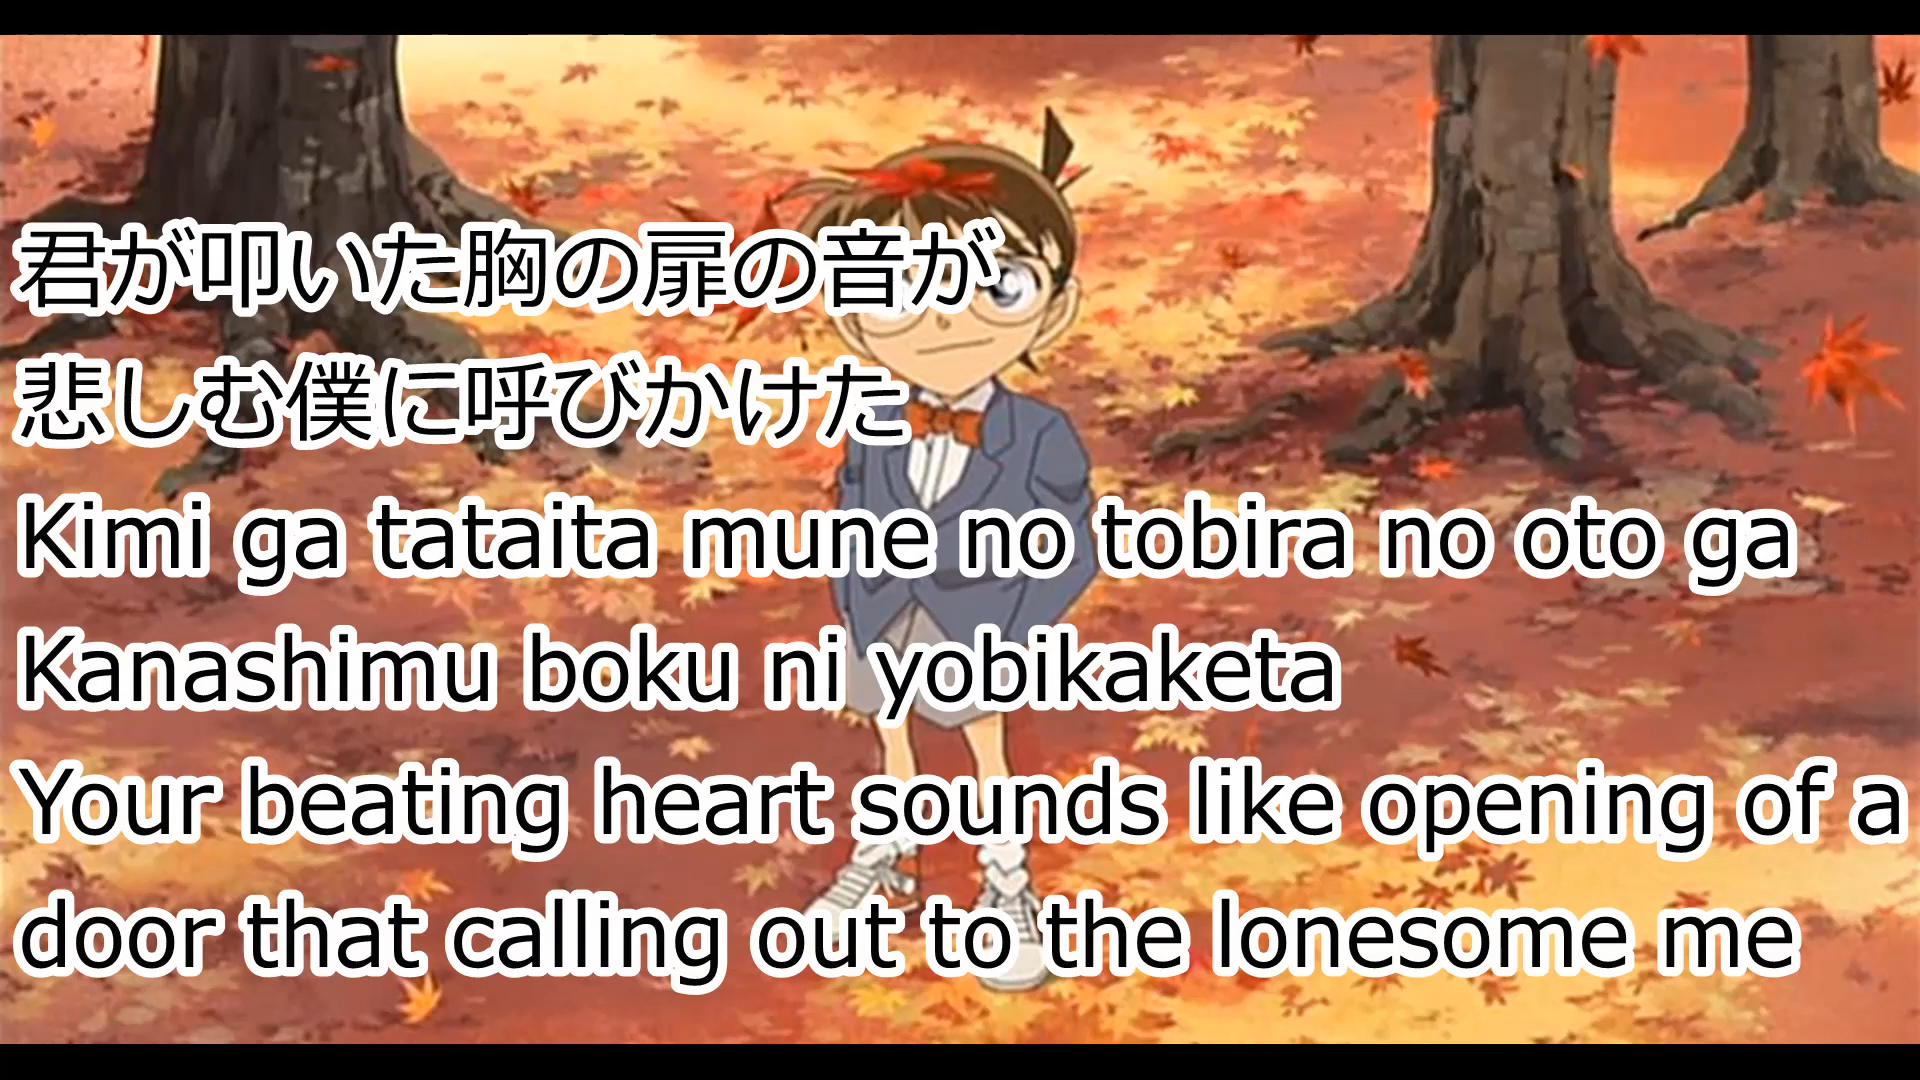 君が叩いた胸の扉の音が
悲しむ僕に呼びかけた
Kimi ga tataita mune no tobira no oto ga
Kanashimu boku ni yobikaketa
Your beating heart sounds like opening of a
door that calling out to the lonesome me